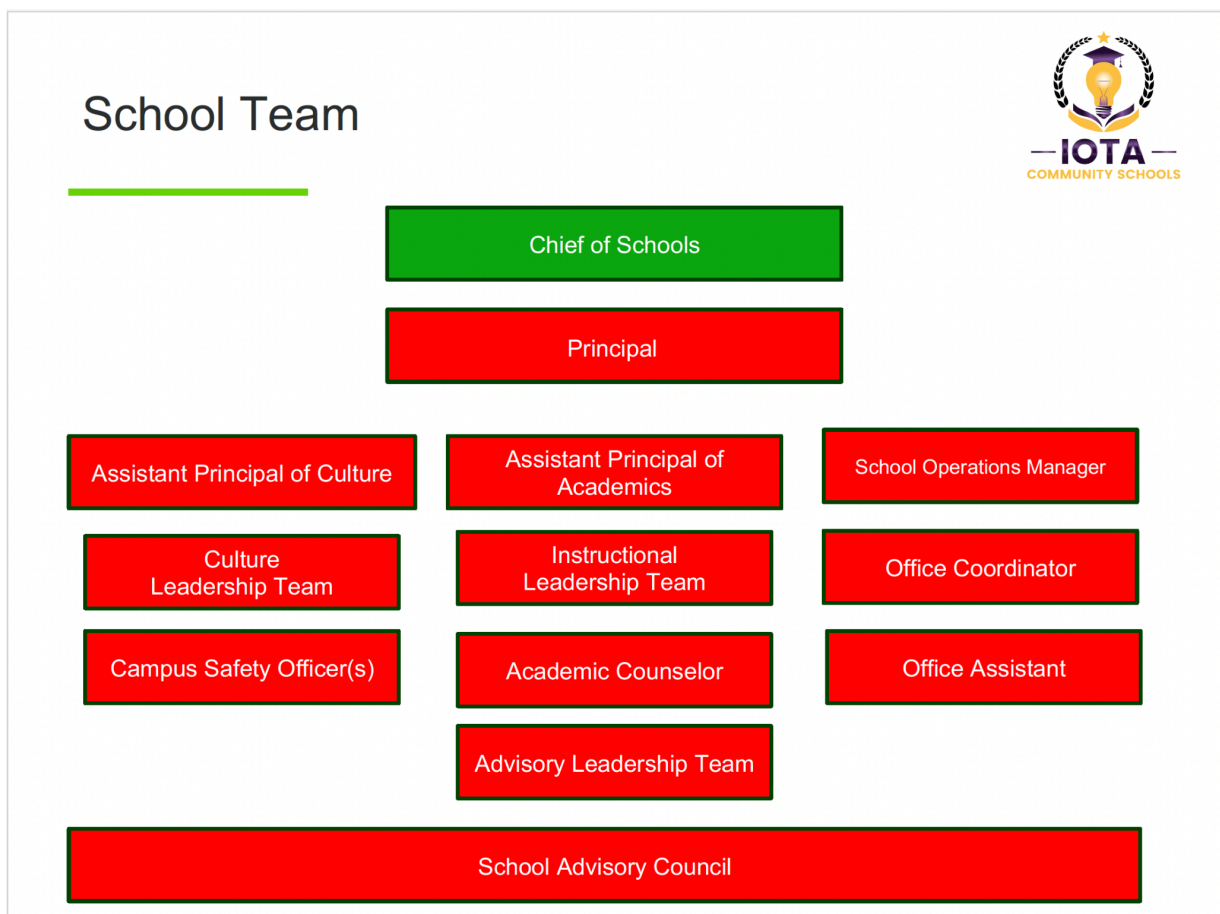 School Team
IOTA
COMMUNITY SCHOOLS
Chief of Schools
Principal
Assistant Principal of Culture
Assistant Principal of
Academics
School Operations Manager
Culture
Leadership Team
Instructional
Leadership Team
Office Coordinator
Campus Safety Officer(s)
Academic Counselor
Office Assistant
Advisory Leadership Team
School Advisory Council